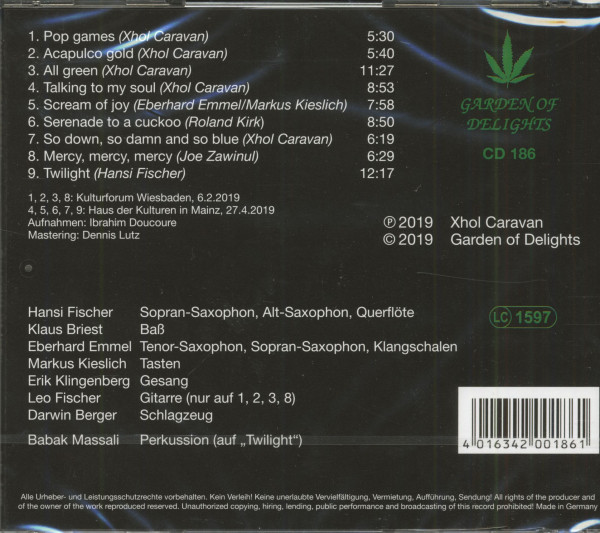 1. Pop games (Xhol Caravan) 5:30
2. Acapulco gold (Xhol Caravan) 5:40
3. All green (Xhol Caravan) 11:27
4. Talking to my soul (Xhol Caravan) 8:53
5. Scream of joy (Eberhard Emmel/Markus Kieslich) 7:58
6. Serenade to a cuckoo (Roland Kirk) 8:50
7. So down, so damn and so blue (Xhol Caravan) 6:19
8. Mercy, mercy, mercy (Joe Zawinul) 6:29
9. Twilight (Hansi Fischer) 12:17
GARDEN OF
DELIGHTS
CD 186
1, 2, 3, 8: Kulturforum Wiesbaden, 6.2.2019
4, 5, 6, 7, 9: Haus der Kulturen in Mainz, 27.4.2019
Aufnahmen: Ibrahim Doucoure
Mastering: Dennis Lutz
℗ 2019 Xhol Caravan
© 2019 Garden of Delights
Hansi Fischer Sopran-Saxophon, Alt-Saxophon, Querflöte
Klaus Briest Baß
Eberhard Emmel Tenor-Saxophon, Sopran-Saxophon, Klangschalen
Markus Kieslich Tasten
Erik Klingenberg Gesang
Leo Fischer Gitarre (nur auf 1, 2, 3, 8)
Darwin Berger Schlagzeug
Babak Massali Perkussion (auf „Twilight“)
LC 1597
4 016342 001861
Alle Urheber- und Leistungsschutzrechte vorbehalten. Kein Verleih! Keine unerlaubte Vervielfältigung, Vermietung, Aufführung, Sendung! All rights of the producer and
of the owner of the work reproduced reserved. Unauthorized copying, hiring, lending, public performance and broadcasting of this record prohibited! Made in Germany